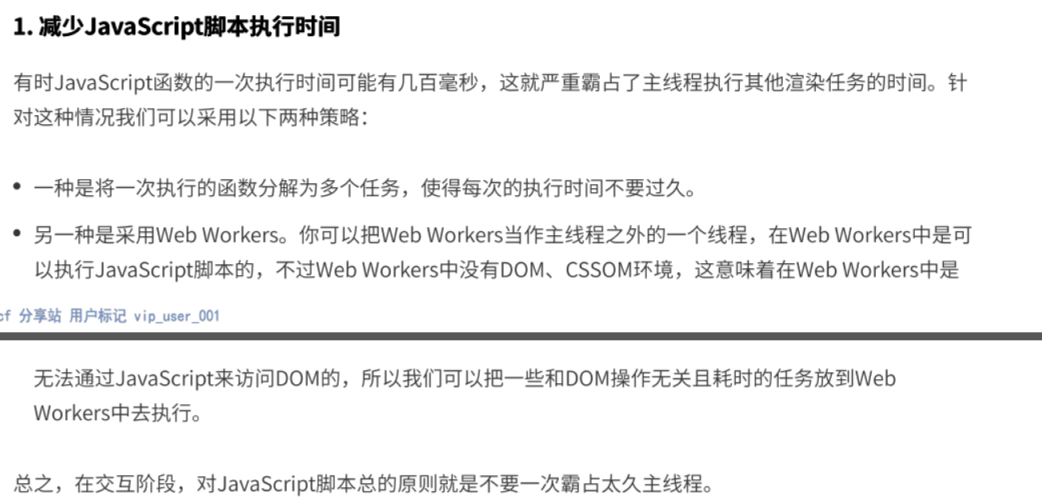 1. 减少JavaScript脚本执行时间
有时JavaScript函数的一次执行时间可能有几百毫秒，这就严重霸占了主线程执行其他渲染任务的时间。针
对这种情况我们可以采用以下两种策略：
• 一种是将一次执行的函数分解为多个任务，使得每次的执行时间不要过久。
• 另一种是采用Web Workers。你可以把Web Workers当作主线程之外的一个线程，在Web Workers中是可
以执行JavaScript脚本的，不过Web Workers中没有DOM、CSSOM环境，这意味着在Web Workers中是
cf 分享站 用户标记 vip_user_001
无法通过JavaScript来访问DOM的，所以我们可以把一些和DOM操作无关且耗时的任务放到Web
Workers中去执行。
总之，在交互阶段，对JavaScript脚本总的原则就是不要一次霸占太久主线程。